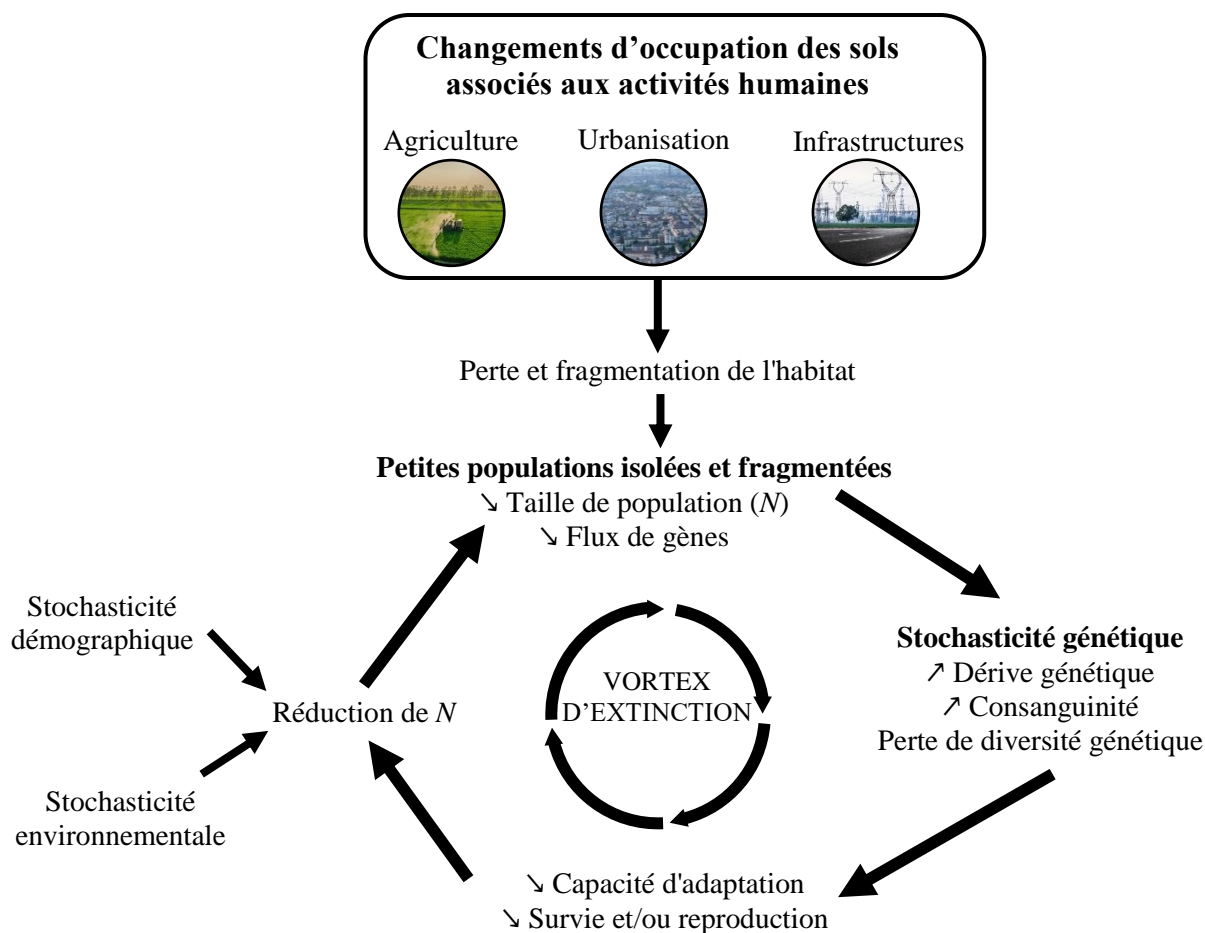 Changements d’occupation des sols
associés aux activités humaines
Agriculture
Urbanisation
Infrastructures
Perte et fragmentation de l'habitat
Petites populations isolées et fragmentées
↘ Taille de population (N)
↘ Flux de gènes
Stochasticité
démographique
Stochasticité génétique
↗ Dérive génétique
↗ Consanguinité
Perte de diversité génétique
VORTEX
D’EXTINCTION
Réduction de N
Stochasticité
environnementale
↘ Capacité d'adaptation
↘ Survie et/ou reproduction